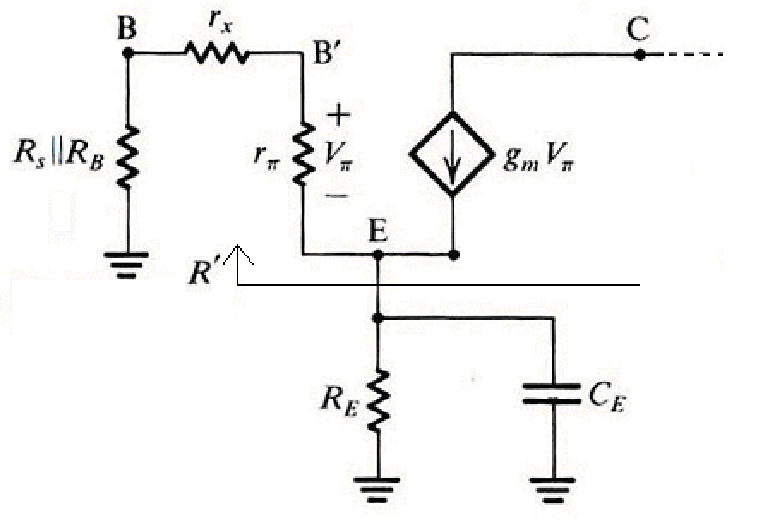 r_x
B
B′
C
R_s||R_B
r_π
+
V_π
−
g_m V_π
E
R′
R_E
C_E